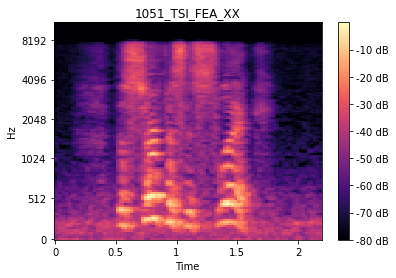 1051_TSI_FEA_XX
8192
4096
2048
1024
512
0
Hz
0
0.5
1
1.5
2
Time
-10 dB
-20 dB
-30 dB
-40 dB
-50 dB
-60 dB
-70 dB
-80 dB